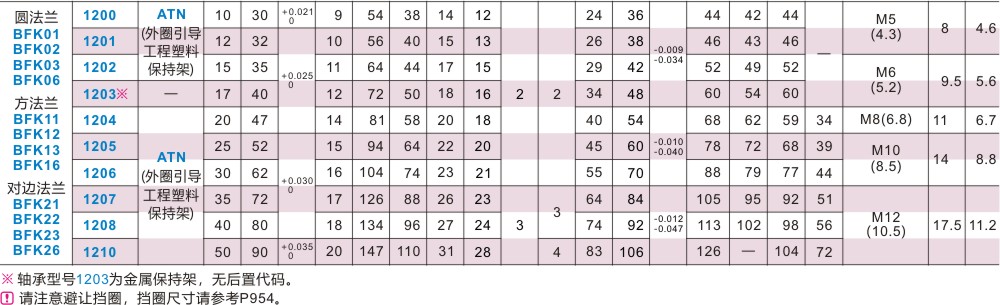 圆法兰 1200 ATN 10 30 +0.021 0 9 54 38 14 12 24 36 44 42 44 M5 (4.3) 8 4.6
BFK01 1201 (外圈引导 12 32 10 56 40 15 13 26 38 -0.009 -0.034 46 43 46 —
BFK02 工程塑料
BFK03 1202 保持架) 15 35 +0.025 0 11 64 44 17 15 29 42 52 49 52 M6 (5.2) 9.5 5.6
BFK06 1203※ — 17 40 12 72 50 18 16 2 2 34 48 60 54 60
方法兰
BFK11 1204 20 47 14 81 58 20 18 40 54 68 62 59 34 M8(6.8) 11 6.7
BFK12
BFK13 1205 ATN 25 52 15 94 64 22 20 45 60 -0.010 -0.040 78 72 68 39 M10 (8.5) 14 8.8
BFK16 1206 (外圈引导 30 62 +0.030 0 16 104 74 23 21 55 70 88 79 77 44
对边法兰 1207 工程塑料 35 72 17 126 88 26 23 3 64 84 105 95 92 51
BFK21 保持架)
BFK22 1208 40 80 18 134 96 27 24 3 74 92 -0.012 -0.047 113 102 98 56 M12 (10.5) 17.5 11.2
BFK23
BFK26 1210 50 90 +0.035 0 20 147 110 31 28 4 83 106 126 — 104 72
※ 轴承型号1203为金属保持架，无后置代码。
! 请注意避让挡圈，挡圈尺寸请参考P954。